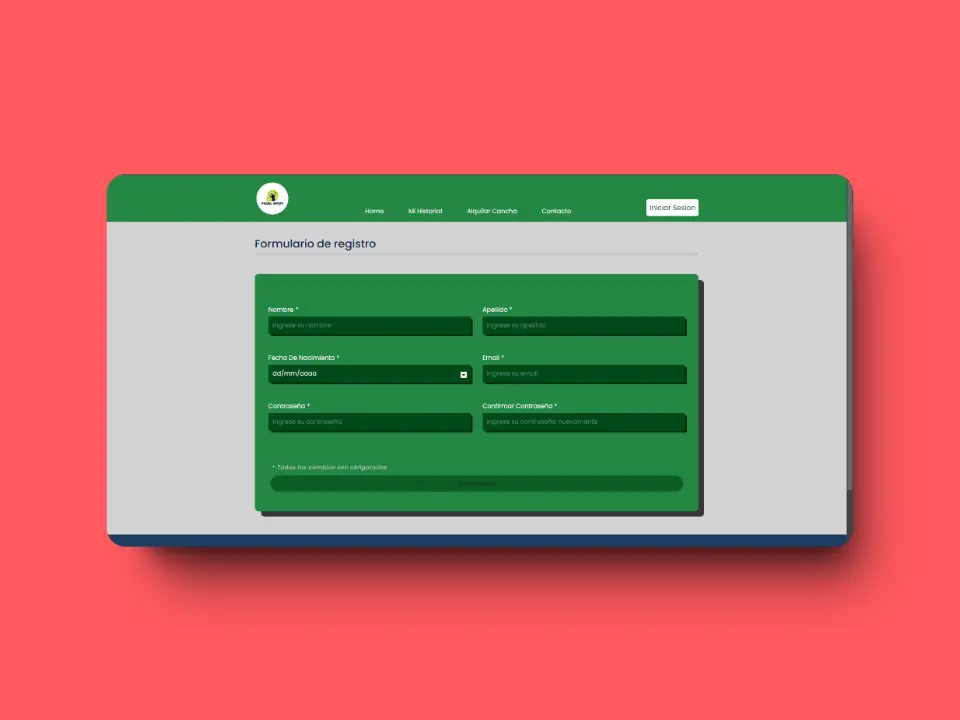 PADEL SPORT
Home
Mi Historial
Alquilar Cancha
Contacto
Iniciar Sesion
Formulario de registro
Nombre *
Apellido *
Ingrese su nombre
Ingrese su apellido
Fecha De Nacimiento *
Email *
dd/mm/aaaa
Ingrese su email
Contraseña *
Confirmar Contraseña *
Ingrese su contraseña
Ingrese su contraseña nuevamente
* Todos los cambios son obligatorios